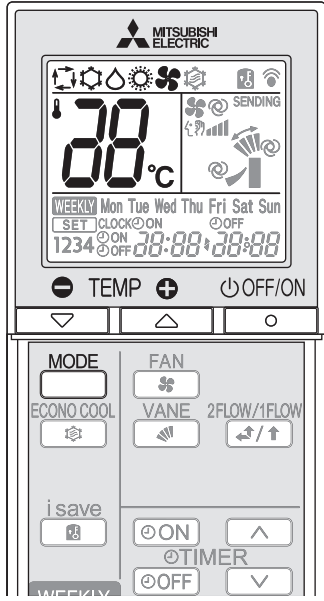 MITSUBISHI
ELECTRIC
SENDING
88°C
WEEKLY Mon Tue Wed Thu Fri Sat Sun
SET CLOCK ON OFF
1234 ON OFF 88:88 88:88
TEMP OFF/ON
MODE FAN
ECONO COOL VANE 2FLOW/1FLOW
/
i save
ON
TIMER
OFF
WEEKLY